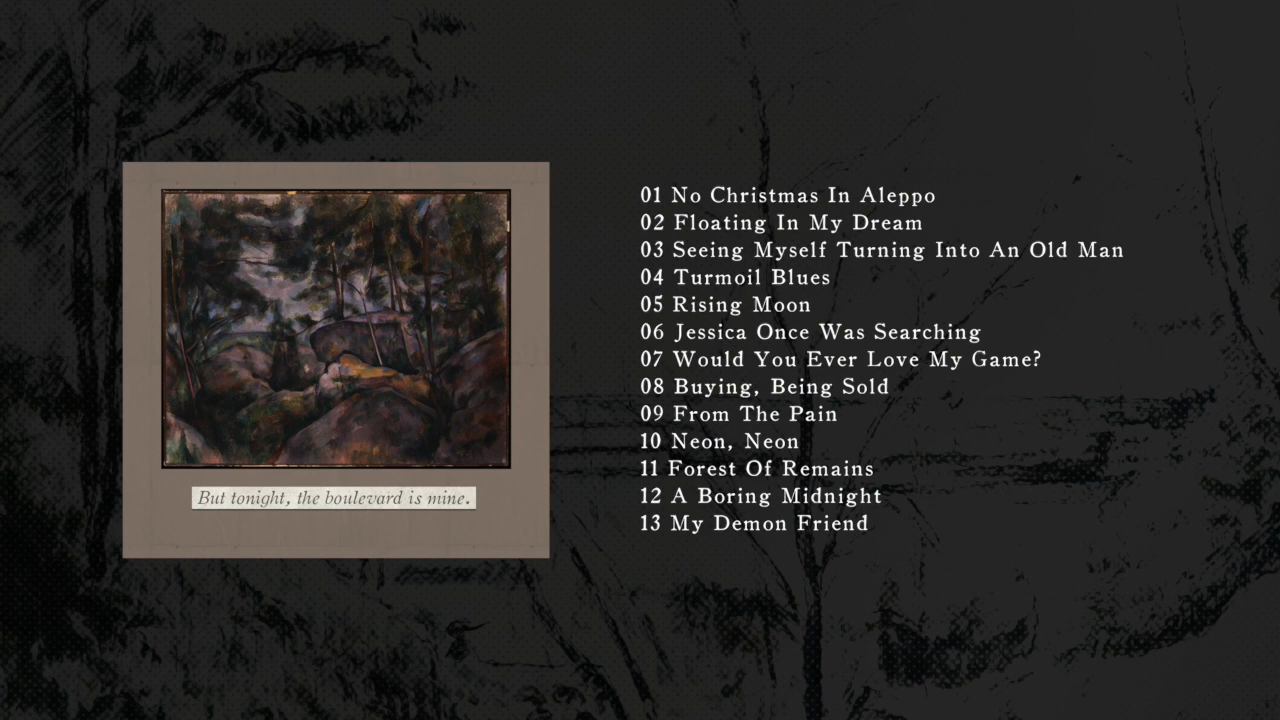 But tonight, the boulevard is mine.
01 No Christmas In Aleppo
02 Floating In My Dream
03 Seeing Myself Turning Into An Old Man
04 Turmoil Blues
05 Rising Moon
06 Jessica Once Was Searching
07 Would You Ever Love My Game?
08 Buying, Being Sold
09 From The Pain
10 Neon, Neon
11 Forest Of Remains
12 A Boring Midnight
13 My Demon Friend